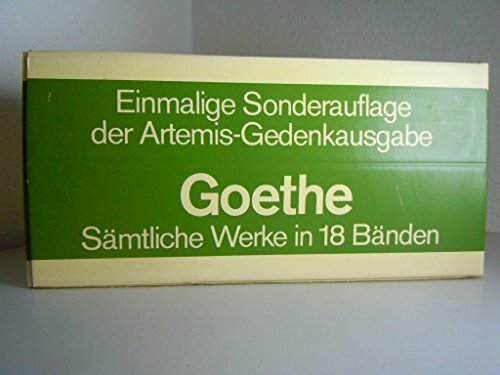 Einmalige Sonderauflage
der Artemis-Gedenkausgabe
Goethe
Sämtliche Werke in 18 Bänden